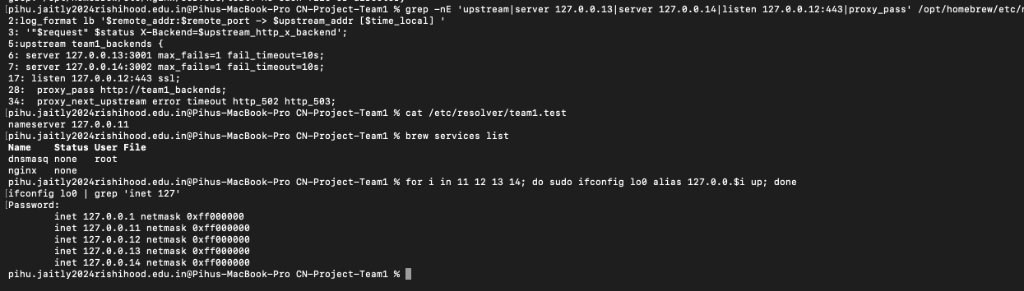 pihu.jaitly2024rishihood.edu.in@Pihus-MacBook-Pro CN-Project-Team1 % grep -nE 'upstream|server 127.0.0.13|server 127.0.0.14|listen 127.0.0.12:443|proxy_pass' /opt/homebrew/etc/
2:log_format lb '$remote_addr:$remote_port -> $upstream_addr [$time_local] '
3: '"$request" $status X-Backend=$upstream_http_x_backend';
5:upstream team1_backends {
6: server 127.0.0.13:3001 max_fails=1 fail_timeout=10s;
7: server 127.0.0.14:3002 max_fails=1 fail_timeout=10s;
17: listen 127.0.0.12:443 ssl;
28:  proxy_pass http://team1_backends;
34:  proxy_next_upstream error timeout http_502 http_503;
pihu.jaitly2024rishihood.edu.in@Pihus-MacBook-Pro CN-Project-Team1 % cat /etc/resolver/team1.test
nameserver 127.0.0.11
pihu.jaitly2024rishihood.edu.in@Pihus-MacBook-Pro CN-Project-Team1 % brew services list
Name    Status User File
dnsmasq none   root
nginx   none
pihu.jaitly2024rishihood.edu.in@Pihus-MacBook-Pro CN-Project-Team1 % for i in 11 12 13 14; do sudo ifconfig lo0 alias 127.0.0.$i up; done
ifconfig lo0 | grep 'inet 127'
Password:
inet 127.0.0.1 netmask 0xff000000
inet 127.0.0.11 netmask 0xff000000
inet 127.0.0.12 netmask 0xff000000
inet 127.0.0.13 netmask 0xff000000
inet 127.0.0.14 netmask 0xff000000
pihu.jaitly2024rishihood.edu.in@Pihus-MacBook-Pro CN-Project-Team1 %